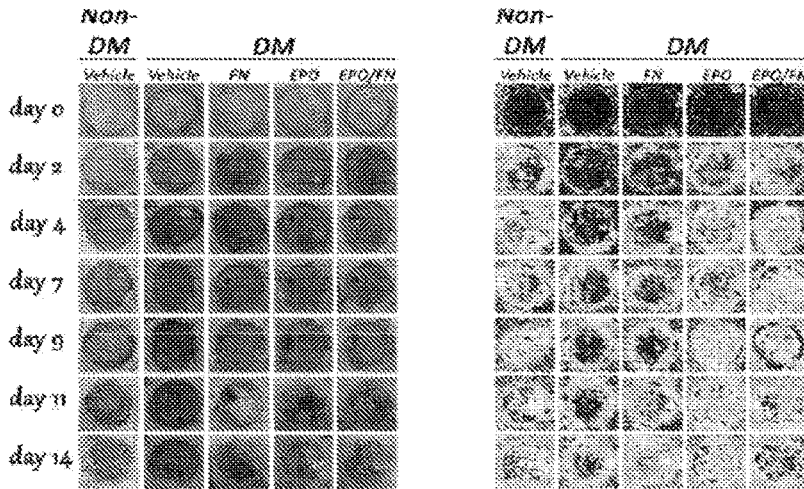 Non- Non-
DM DM DM DM
Vehicle Vehicle FN EPO EPO/FN Vehicle Vehicle FN EPO EPO/FN
day 0
day 2
day 4
day 7
day 9
day 11
day 14